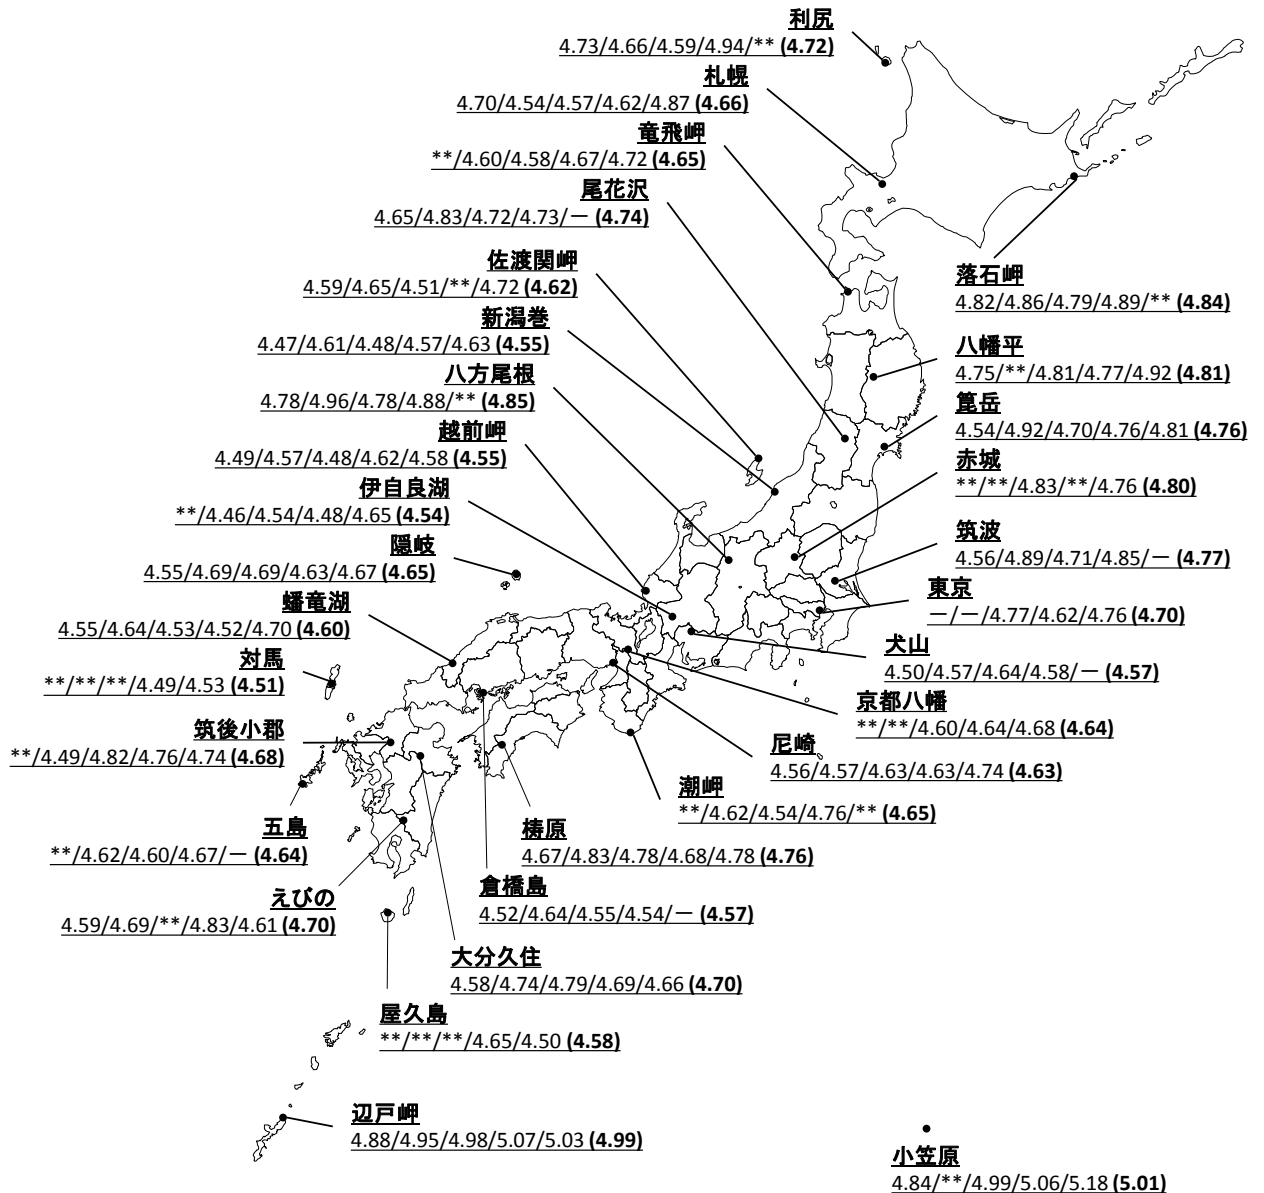 利尻
4.73/4.66/4.59/4.94/** (4.72)
札幌
4.70/4.54/4.57/4.62/4.87 (4.66)
竜飛岬
**/4.60/4.58/4.67/4.72 (4.65)
尾花沢
4.65/4.83/4.72/4.73/— (4.74)
佐渡関岬
4.59/4.65/4.51/**/4.72 (4.62)
新潟巻
4.47/4.61/4.48/4.57/4.63 (4.55)
八方尾根
4.78/4.96/4.78/4.88/** (4.85)
越前岬
4.49/4.57/4.48/4.62/4.58 (4.55)
伊自良湖
**/4.46/4.54/4.48/4.65 (4.54)
隠岐
4.55/4.69/4.69/4.63/4.67 (4.65)
蟠竜湖
4.55/4.64/4.53/4.52/4.70 (4.60)
対馬
**/**/**/4.49/4.53 (4.51)
筑後小郡
**/4.49/4.82/4.76/4.74 (4.68)
五島
**/4.62/4.60/4.67/— (4.64)
えびの
4.59/4.69/**/4.83/4.61 (4.70)
落石岬
4.82/4.86/4.79/4.89/** (4.84)
八幡平
4.75/**/4.81/4.77/4.92 (4.81)
箟岳
4.54/4.92/4.70/4.76/4.81 (4.76)
赤城
**/**/4.83/**/4.76 (4.80)
筑波
4.56/4.89/4.71/4.85/— (4.77)
東京
—/—/4.77/4.62/4.76 (4.70)
犬山
4.50/4.57/4.64/4.58/— (4.57)
京都八幡
**/**/4.60/4.64/4.68 (4.64)
尼崎
4.56/4.57/4.63/4.63/4.74 (4.63)
潮岬
**/4.62/4.54/4.76/** (4.65)
梼原
4.67/4.83/4.78/4.68/4.78 (4.76)
倉橋島
4.52/4.64/4.55/4.54/— (4.57)
大分久住
4.58/4.74/4.79/4.69/4.66 (4.70)
屋久島
**/**/**/4.65/4.50 (4.58)
辺戸岬
4.88/4.95/4.98/5.07/5.03 (4.99)
小笠原
4.84/**/4.99/5.06/5.18 (5.01)